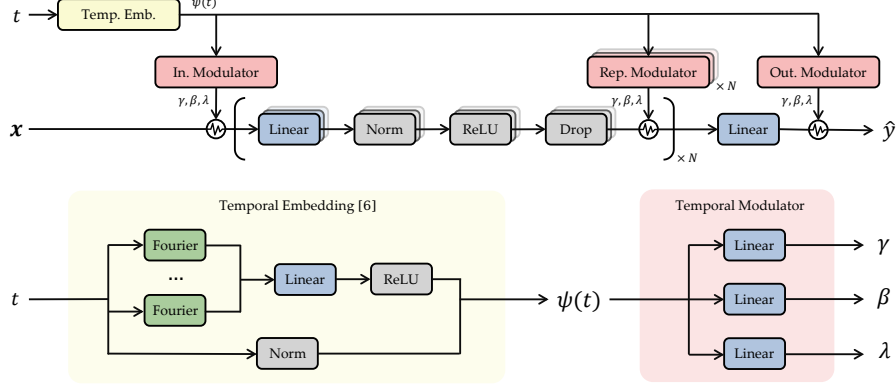 t Temp. Emb. ψ(t)
In. Modulator Rep. Modulator × N Out. Modulator
γ, β, λ γ, β, λ γ, β, λ
x ( Linear Norm ReLU Drop ) × N Linear ŷ
Temporal Embedding [6] Temporal Modulator
Fourier Linear γ
...
Linear ReLU
t Fourier ψ(t) Linear β
Norm Linear λ